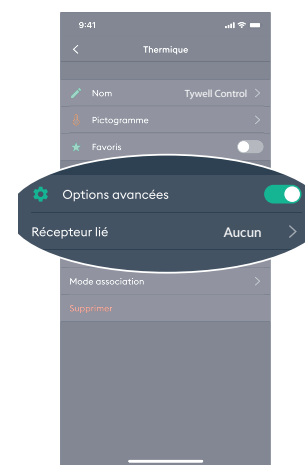 9:41
Thermique
Nom Tywell Control
Pictogramme
Favoris
Options avancées
Récepteur lié Aucun
Mode association
Supprimer